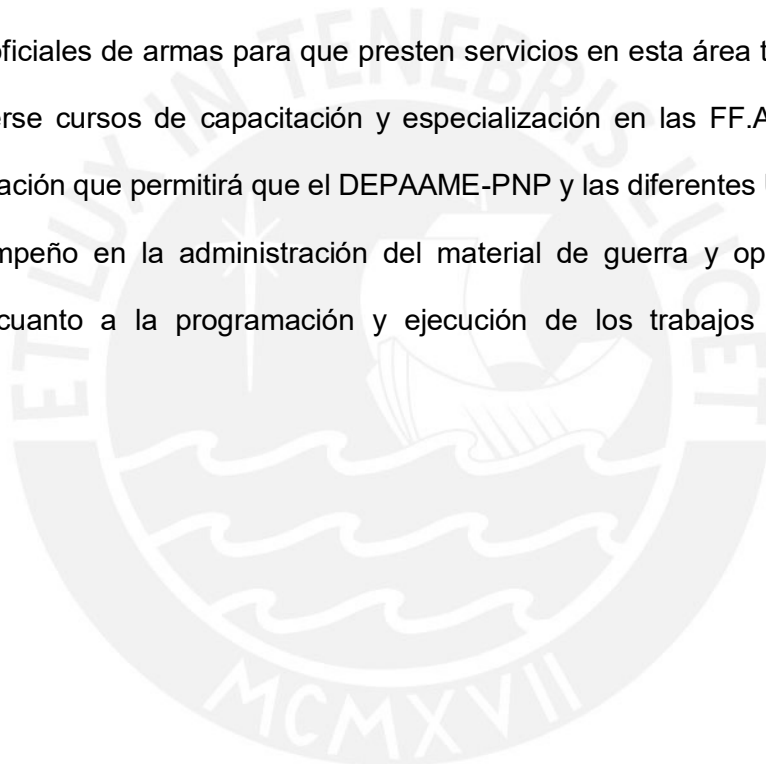 oficiales de armas para que presten servicios en esta área t
erse cursos de capacitación y especialización en las FF.A
ación que permitirá que el DEPAAME-PNP y las diferentes
mpeño en la administración del material de guerra y op
cuanto a la programación y ejecución de los trabajos
ET LUX IN TENEBRIS LUCET
MCMXVII